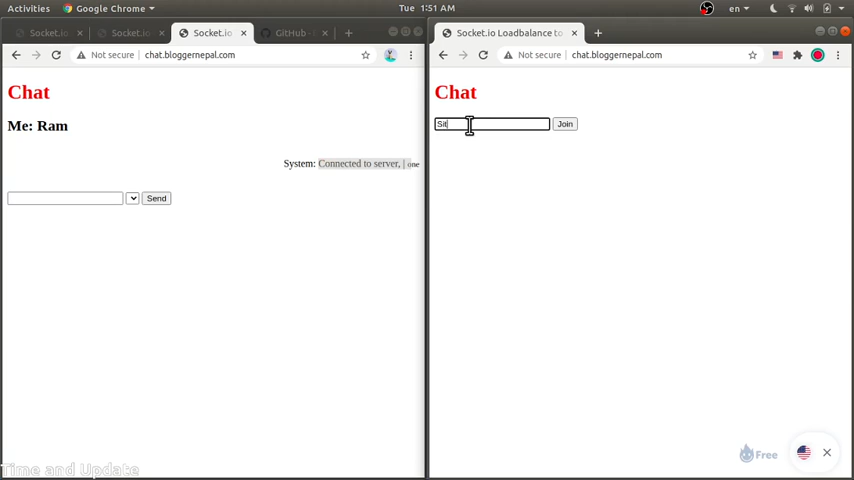 Activities Google Chrome Tue 1:51 AM en
Socket.io Socket.io Socket.io GitHub -
Not secure chat.bloggernepal.com
Chat
Me: Ram
System: Connected to server, | one
Send
Socket.io Loadbalance to
Not secure chat.bloggernepal.com
Chat
Sit Join
Free
Time and Update